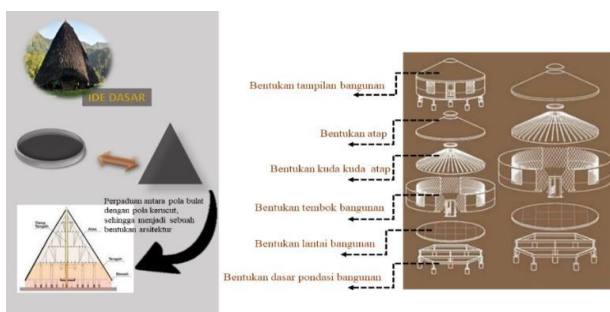 IDE DASAR
Perpaduan antara pola bulat
dengan pola kerucut,
sehingga menjadi sebuah
bentukan arsitektur
Tengah
Bentukan tampilan bangunan
Bentukan atap
Bentukan kuda kuda atap
Bentukan tembok bangunan
Bentukan lantai bangunan
Bentukan dasar pondasi bangunan